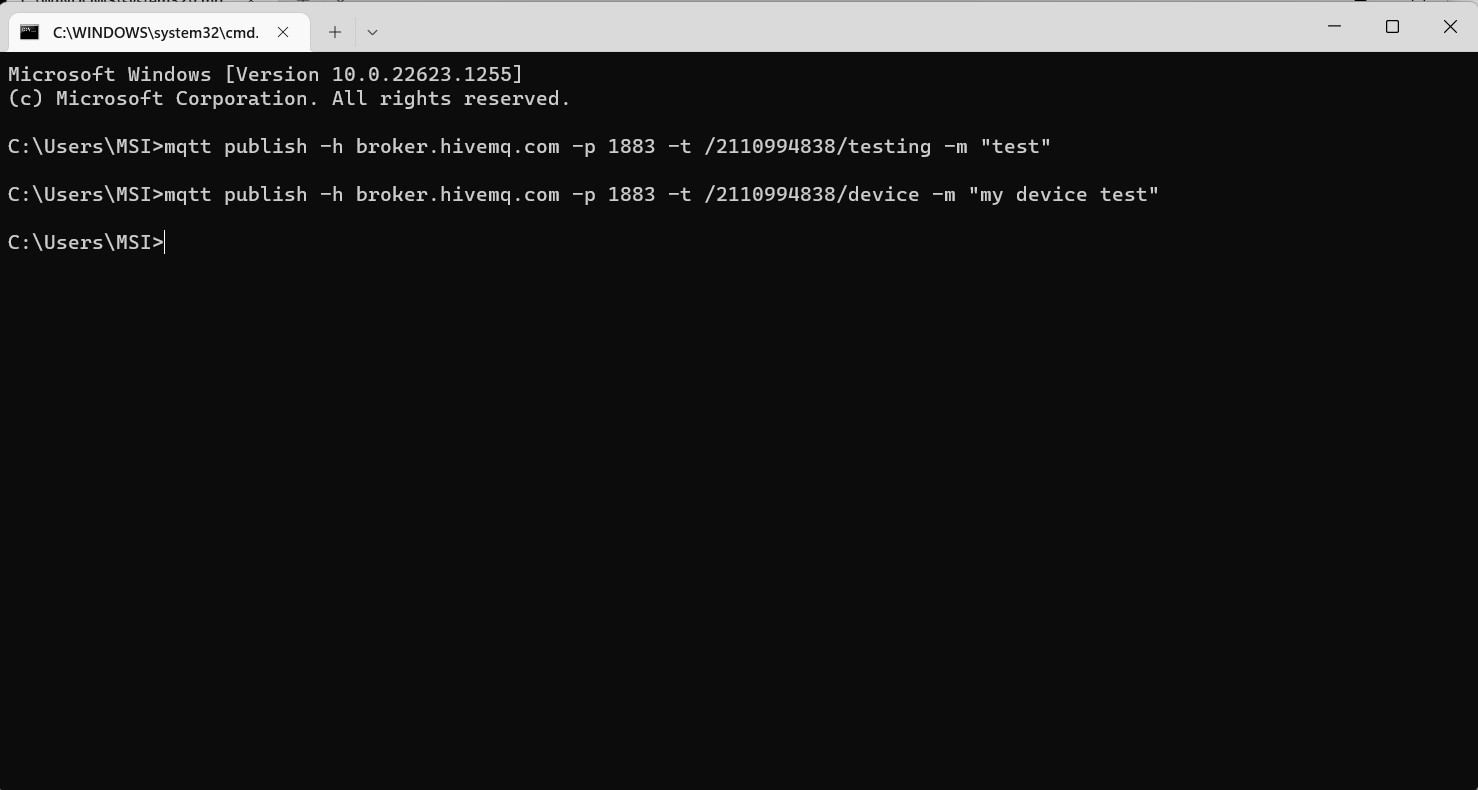 C:\WINDOWS\system32\cmd.
Microsoft Windows [Version 10.0.22623.1255]
(c) Microsoft Corporation. All rights reserved.
C:\Users\MSI>mqtt publish -h broker.hivemq.com -p 1883 -t /2110994838/testing -m "test"
C:\Users\MSI>mqtt publish -h broker.hivemq.com -p 1883 -t /2110994838/device -m "my device test"
C:\Users\MSI>